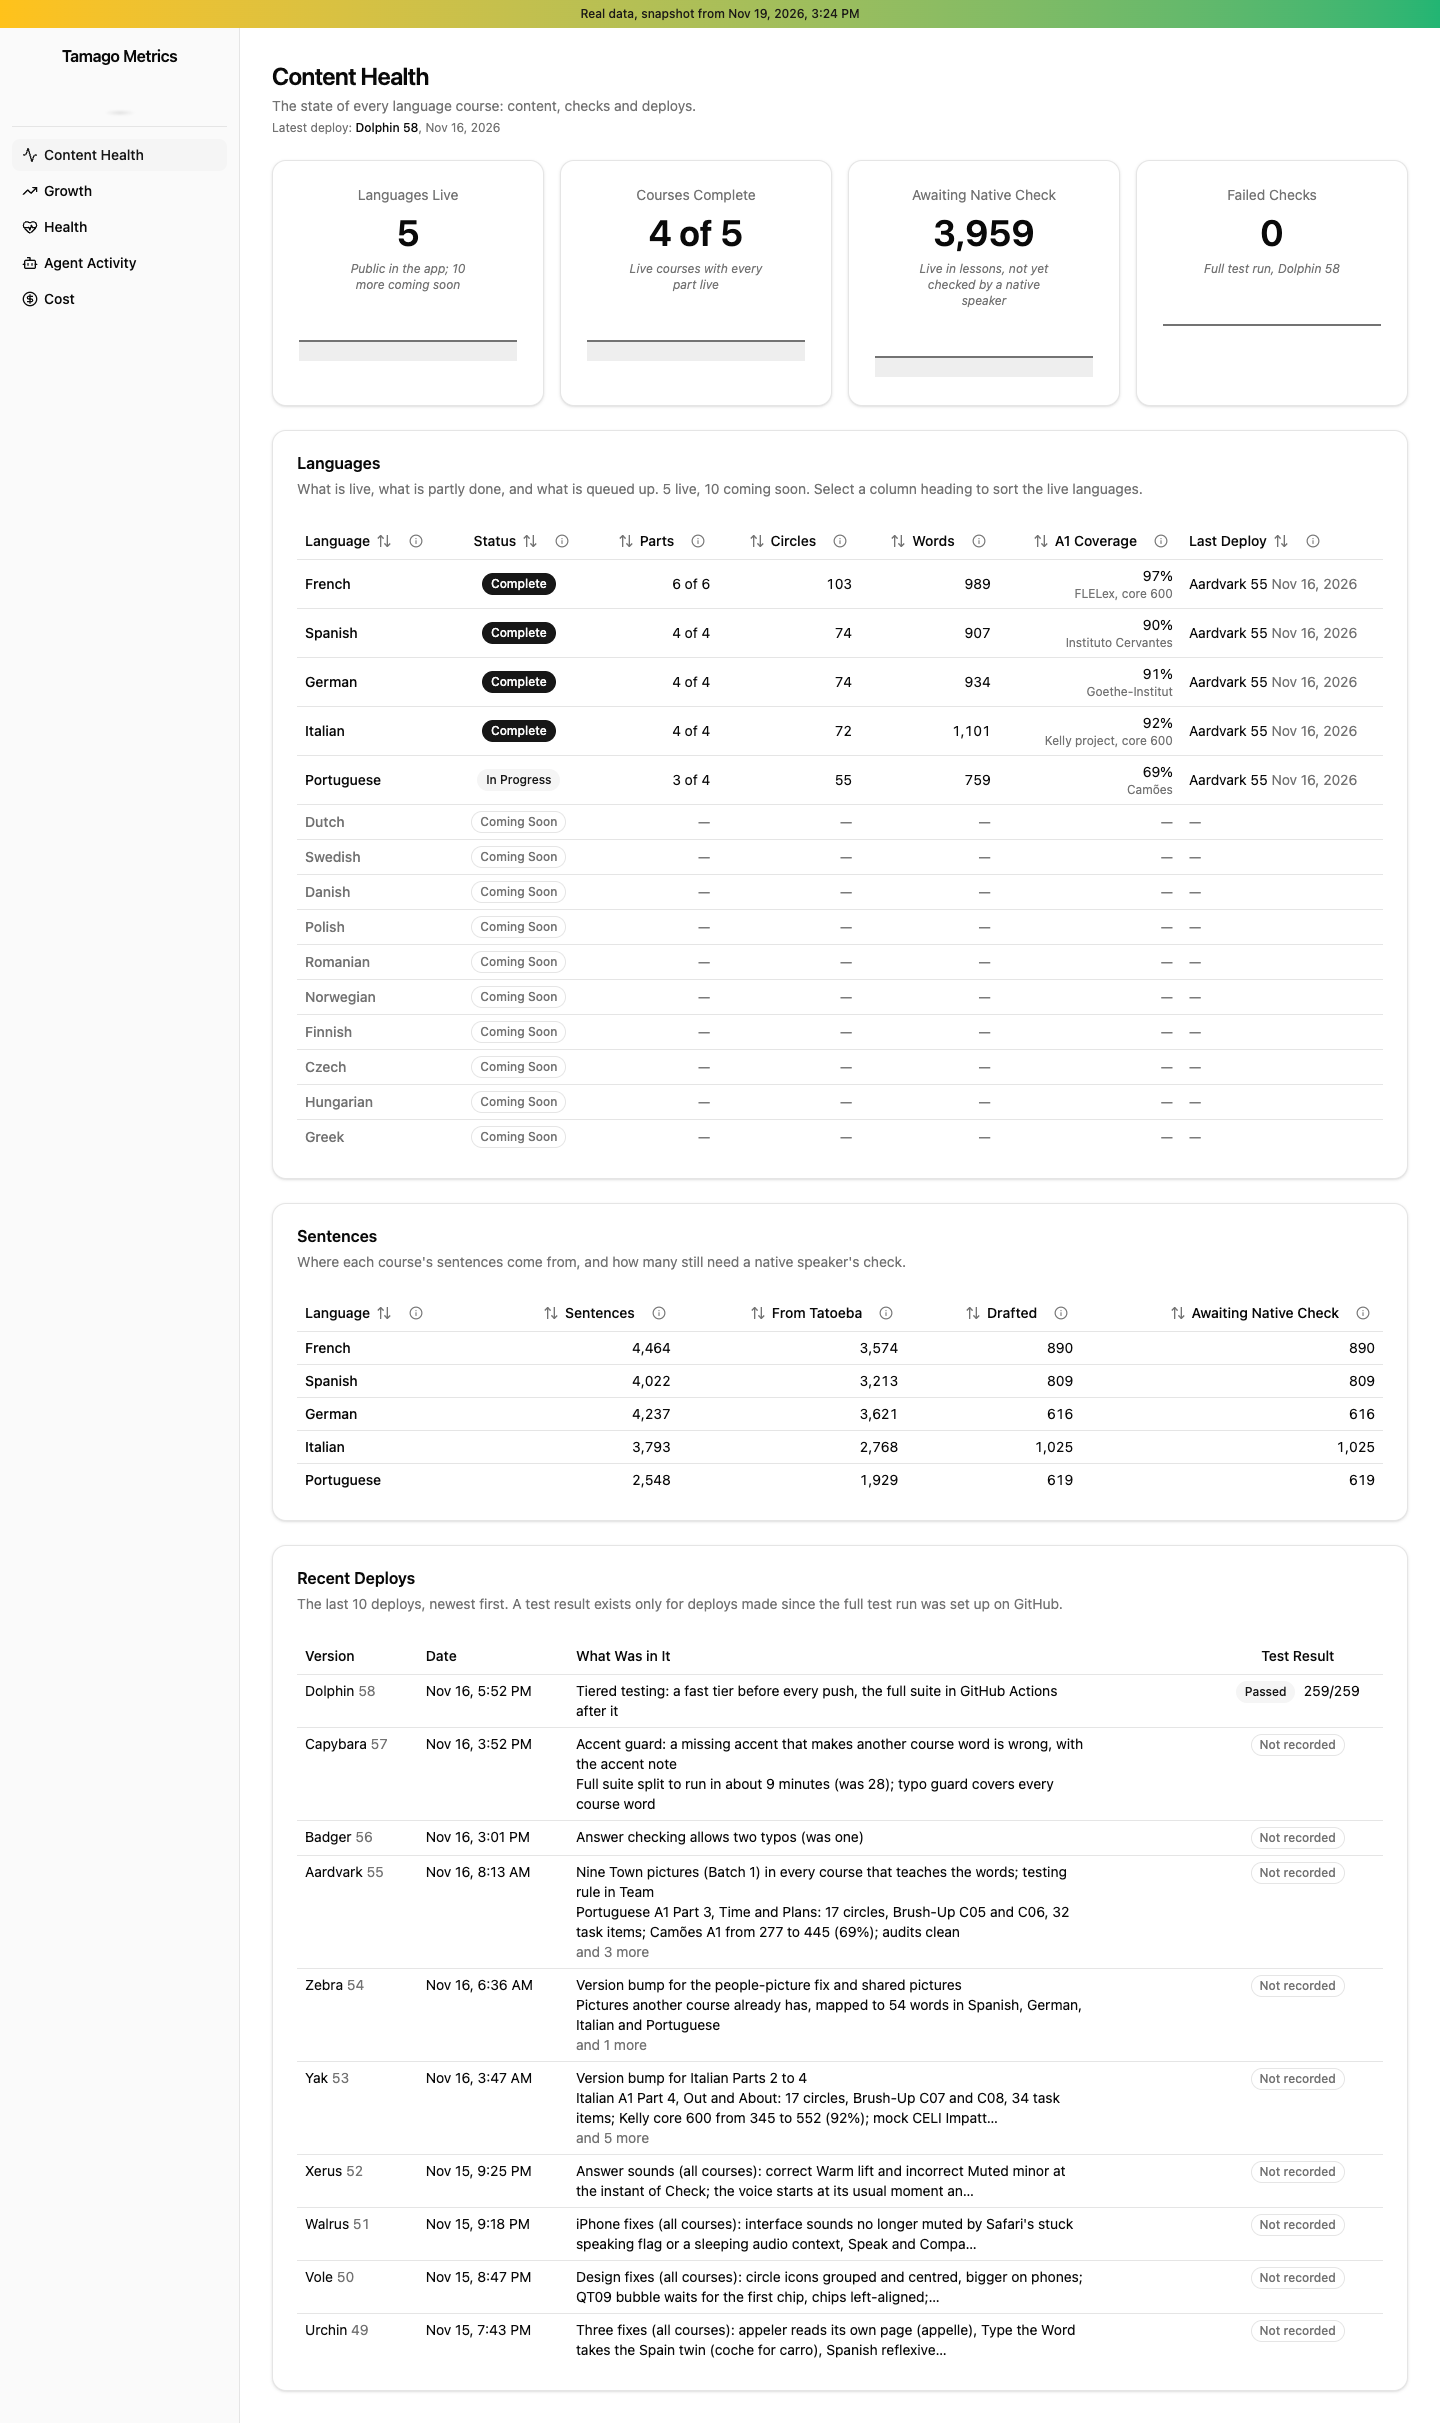 Real data, snapshot from Nov 19, 2026, 3:24 PM
Tamago Metrics
Content Health
Growth
Health
Agent Activity
Cost
Content Health
The state of every language course: content, checks and deploys.
Latest deploy: Dolphin 58, Nov 16, 2026
Languages Live
5
Public in the app; 10
more coming soon
Courses Complete
4 of 5
Live courses with every
part live
Awaiting Native Check
3,959
Live in lessons, not yet
checked by a native
speaker
Failed Checks
0
Full test run, Dolphin 58
Languages
What is live, what is partly done, and what is queued up. 5 live, 10 coming soon. Select a column heading to sort the live languages.
Language Status Parts Circles Words A1 Coverage Last Deploy
French Complete 6 of 6 103 989 97% Aardvark 55 Nov 16, 2026
FLELex, core 600
Spanish Complete 4 of 4 74 907 90% Aardvark 55 Nov 16, 2026
Instituto Cervantes
German Complete 4 of 4 74 934 91% Aardvark 55 Nov 16, 2026
Goethe-Institut
Italian Complete 4 of 4 72 1,101 92% Aardvark 55 Nov 16, 2026
Kelly project, core 600
Portuguese In Progress 3 of 4 55 759 69% Aardvark 55 Nov 16, 2026
Camões
Dutch Coming Soon — — — — —
Swedish Coming Soon — — — — —
Danish Coming Soon — — — — —
Polish Coming Soon — — — — —
Romanian Coming Soon — — — — —
Norwegian Coming Soon — — — — —
Finnish Coming Soon — — — — —
Czech Coming Soon — — — — —
Hungarian Coming Soon — — — — —
Greek Coming Soon — — — — —
Sentences
Where each course's sentences come from, and how many still need a native speaker's check.
Language Sentences From Tatoeba Drafted Awaiting Native Check
French 4,464 3,574 890 890
Spanish 4,022 3,213 809 809
German 4,237 3,621 616 616
Italian 3,793 2,768 1,025 1,025
Portuguese 2,548 1,929 619 619
Recent Deploys
The last 10 deploys, newest first. A test result exists only for deploys made since the full test run was set up on GitHub.
Version Date What Was in It Test Result
Dolphin 58 Nov 16, 5:52 PM Tiered testing: a fast tier before every push, the full suite in GitHub Actions Passed 259/259
after it
Capybara 57 Nov 16, 3:52 PM Accent guard: a missing accent that makes another course word is wrong, with Not recorded
the accent note
Full suite split to run in about 9 minutes (was 28); typo guard covers every
course word
Badger 56 Nov 16, 3:01 PM Answer checking allows two typos (was one) Not recorded
Aardvark 55 Nov 16, 8:13 AM Nine Town pictures (Batch 1) in every course that teaches the words; testing Not recorded
rule in Team
Portuguese A1 Part 3, Time and Plans: 17 circles, Brush-Up C05 and C06, 32
task items; Camões A1 from 277 to 445 (69%); audits clean
and 3 more
Zebra 54 Nov 16, 6:36 AM Version bump for the people-picture fix and shared pictures Not recorded
Pictures another course already has, mapped to 54 words in Spanish, German,
Italian and Portuguese
and 1 more
Yak 53 Nov 16, 3:47 AM Version bump for Italian Parts 2 to 4 Not recorded
Italian A1 Part 4, Out and About: 17 circles, Brush-Up C07 and C08, 34 task
items; Kelly core 600 from 345 to 552 (92%); mock CELI Impatt…
and 5 more
Xerus 52 Nov 15, 9:25 PM Answer sounds (all courses): correct Warm lift and incorrect Muted minor at Not recorded
the instant of Check; the voice starts at its usual moment an…
Walrus 51 Nov 15, 9:18 PM iPhone fixes (all courses): interface sounds no longer muted by Safari's stuck Not recorded
speaking flag or a sleeping audio context, Speak and Compa…
Vole 50 Nov 15, 8:47 PM Design fixes (all courses): circle icons grouped and centred, bigger on phones; Not recorded
QT09 bubble waits for the first chip, chips left-aligned;…
Urchin 49 Nov 15, 7:43 PM Three fixes (all courses): appeler reads its own page (appelle), Type the Word Not recorded
takes the Spain twin (coche for carro), Spanish reflexive…